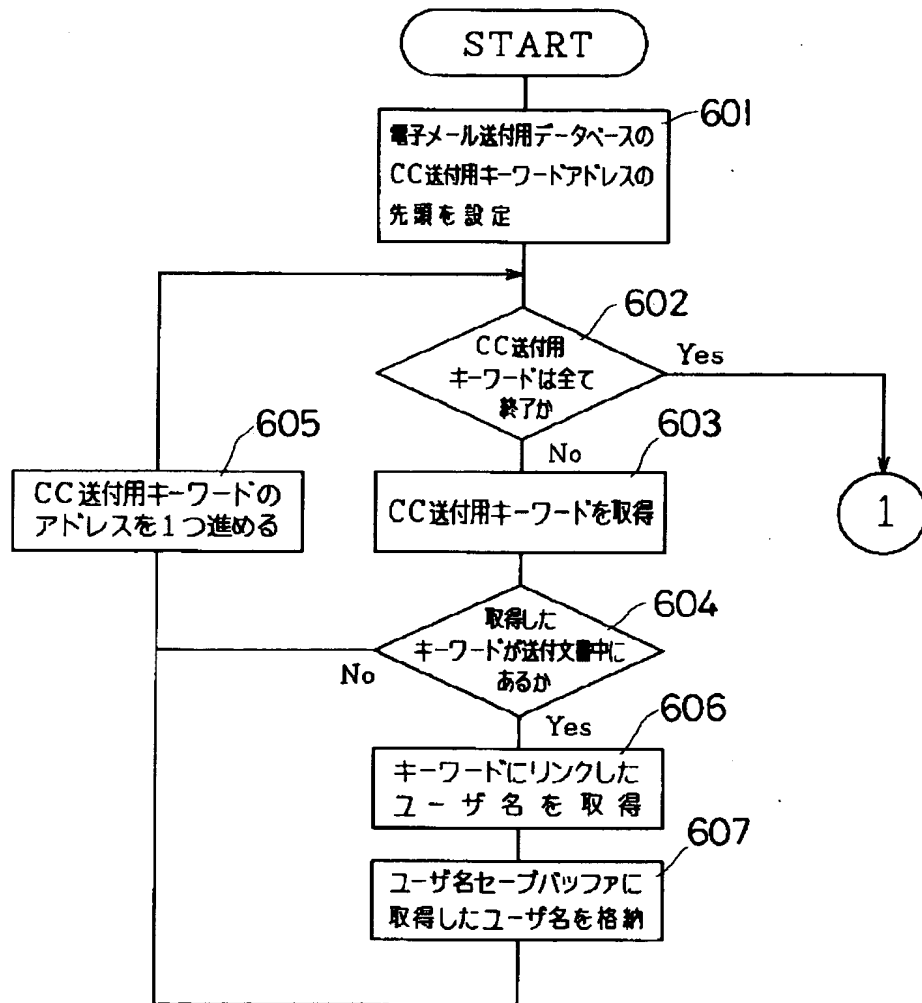 START
601
電子メール送付用データベースの
CC送付用キーワードアドレスの
先頭を設定
602
CC送付用
キーワードは全て
終了か
Yes
No
605
CC送付用キーワードの
アドレスを1つ進める
603
CC送付用キーワードを取得
1
604
取得した
キーワードが送付文書中に
あるか
No
Yes
606
キーワードにリンクした
ユーザ名を取得
607
ユーザ名セーブバッファに
取得したユーザ名を格納